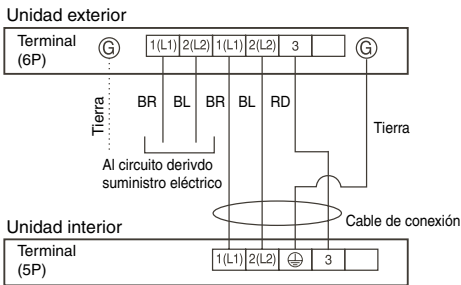 Unidad exterior
Terminal
(6P)
G
1(L1) 2(L2) 1(L1) 2(L2) 3
G
Tierra
BR BL BR BL RD
Tierra
Al circuito derivdo
suministro eléctrico
Cable de conexión
Unidad interior
Terminal
(5P)
1(L1) 2(L2) 3